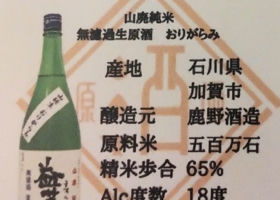 山廃純米
無濾過生原酒 おりがらみ
産地 石川県
加賀市
醸造元 鹿野酒造
原料米 五百万石
精米歩合 65%
Alc度数 18度